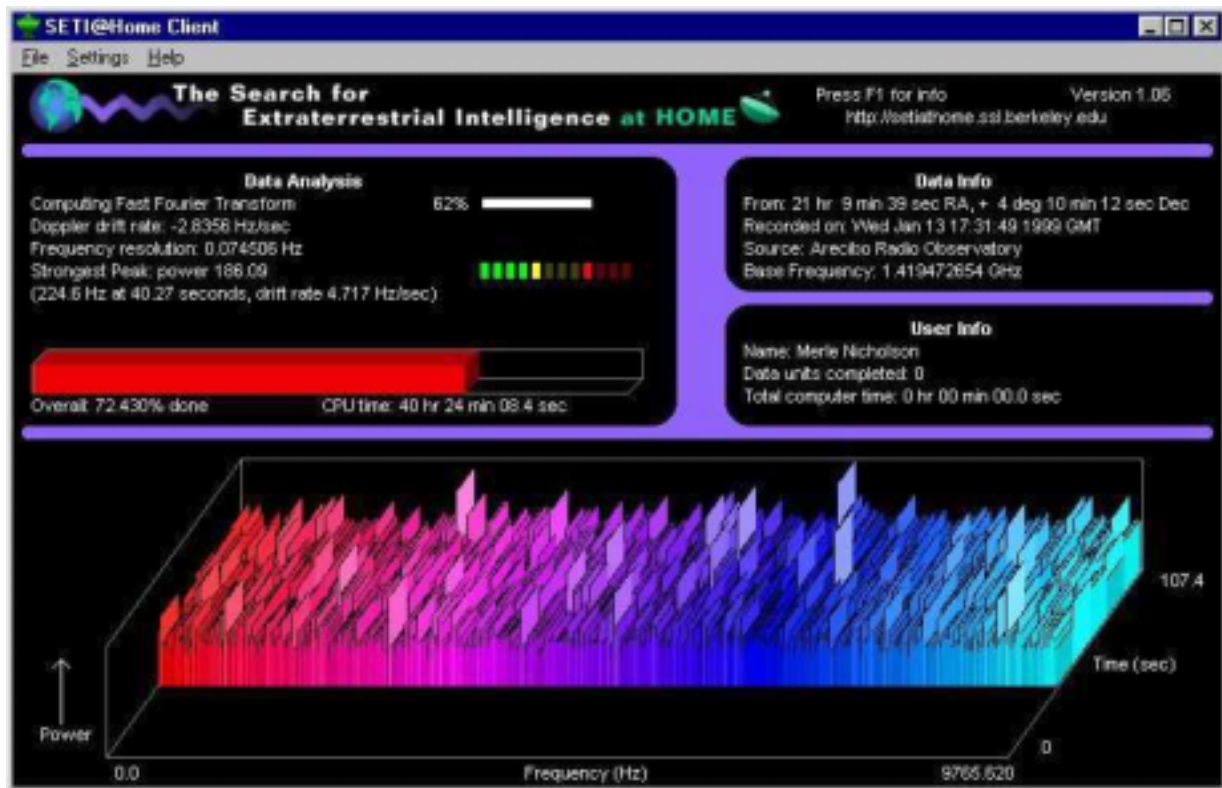 SETI@Home Client
File Settings Help
The Search for
Extraterrestrial Intelligence at HOME
Press F1 for info Version 1.06
http://setiathome.ssl.berkeley.edu
Data Analysis
Computing Fast Fourier Transform 62%
Doppler drift rate: -2.8356 Hz/sec
Frequency resolution: 0.074506 Hz
Strongest Peak: power 186.09
(224.6 Hz at 40.27 seconds, drift rate 4.717 Hz/sec)
Overall: 72.430% done CPU time: 40 hr 24 min 08.4 sec
Data Info
From: 21 hr 9 min 39 sec RA, + 4 deg 10 min 12 sec Dec
Recorded on: Wed Jan 13 17:31:49 1999 GMT
Source: Arecibo Radio Observatory
Base Frequency: 1.419472654 GHz
User Info
Name: Merle Nicholson
Data units completed: 0
Total computer time: 0 hr 00 min 00.0 sec
107.4
Time (sec)
Power
0
0.0 Frequency (Hz) 9765.620